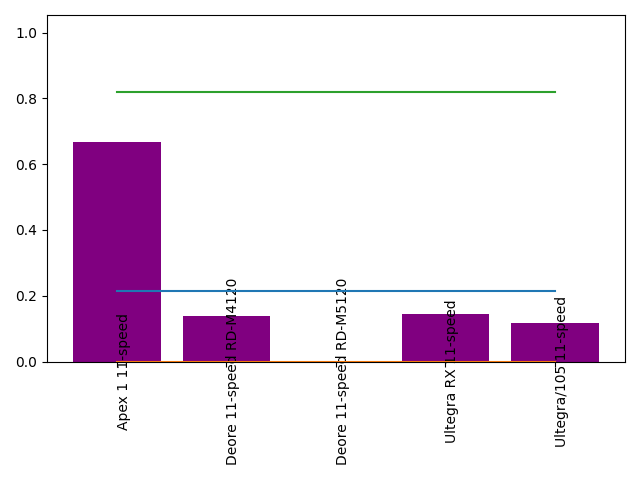 1.0
0.8
0.6
0.4
0.2
0.0
Apex 1 11-speed
Deore 11-speed RD-M4120
Deore 11-speed RD-M5120
Ultegra RX 11-speed
Ultegra/105 11-speed